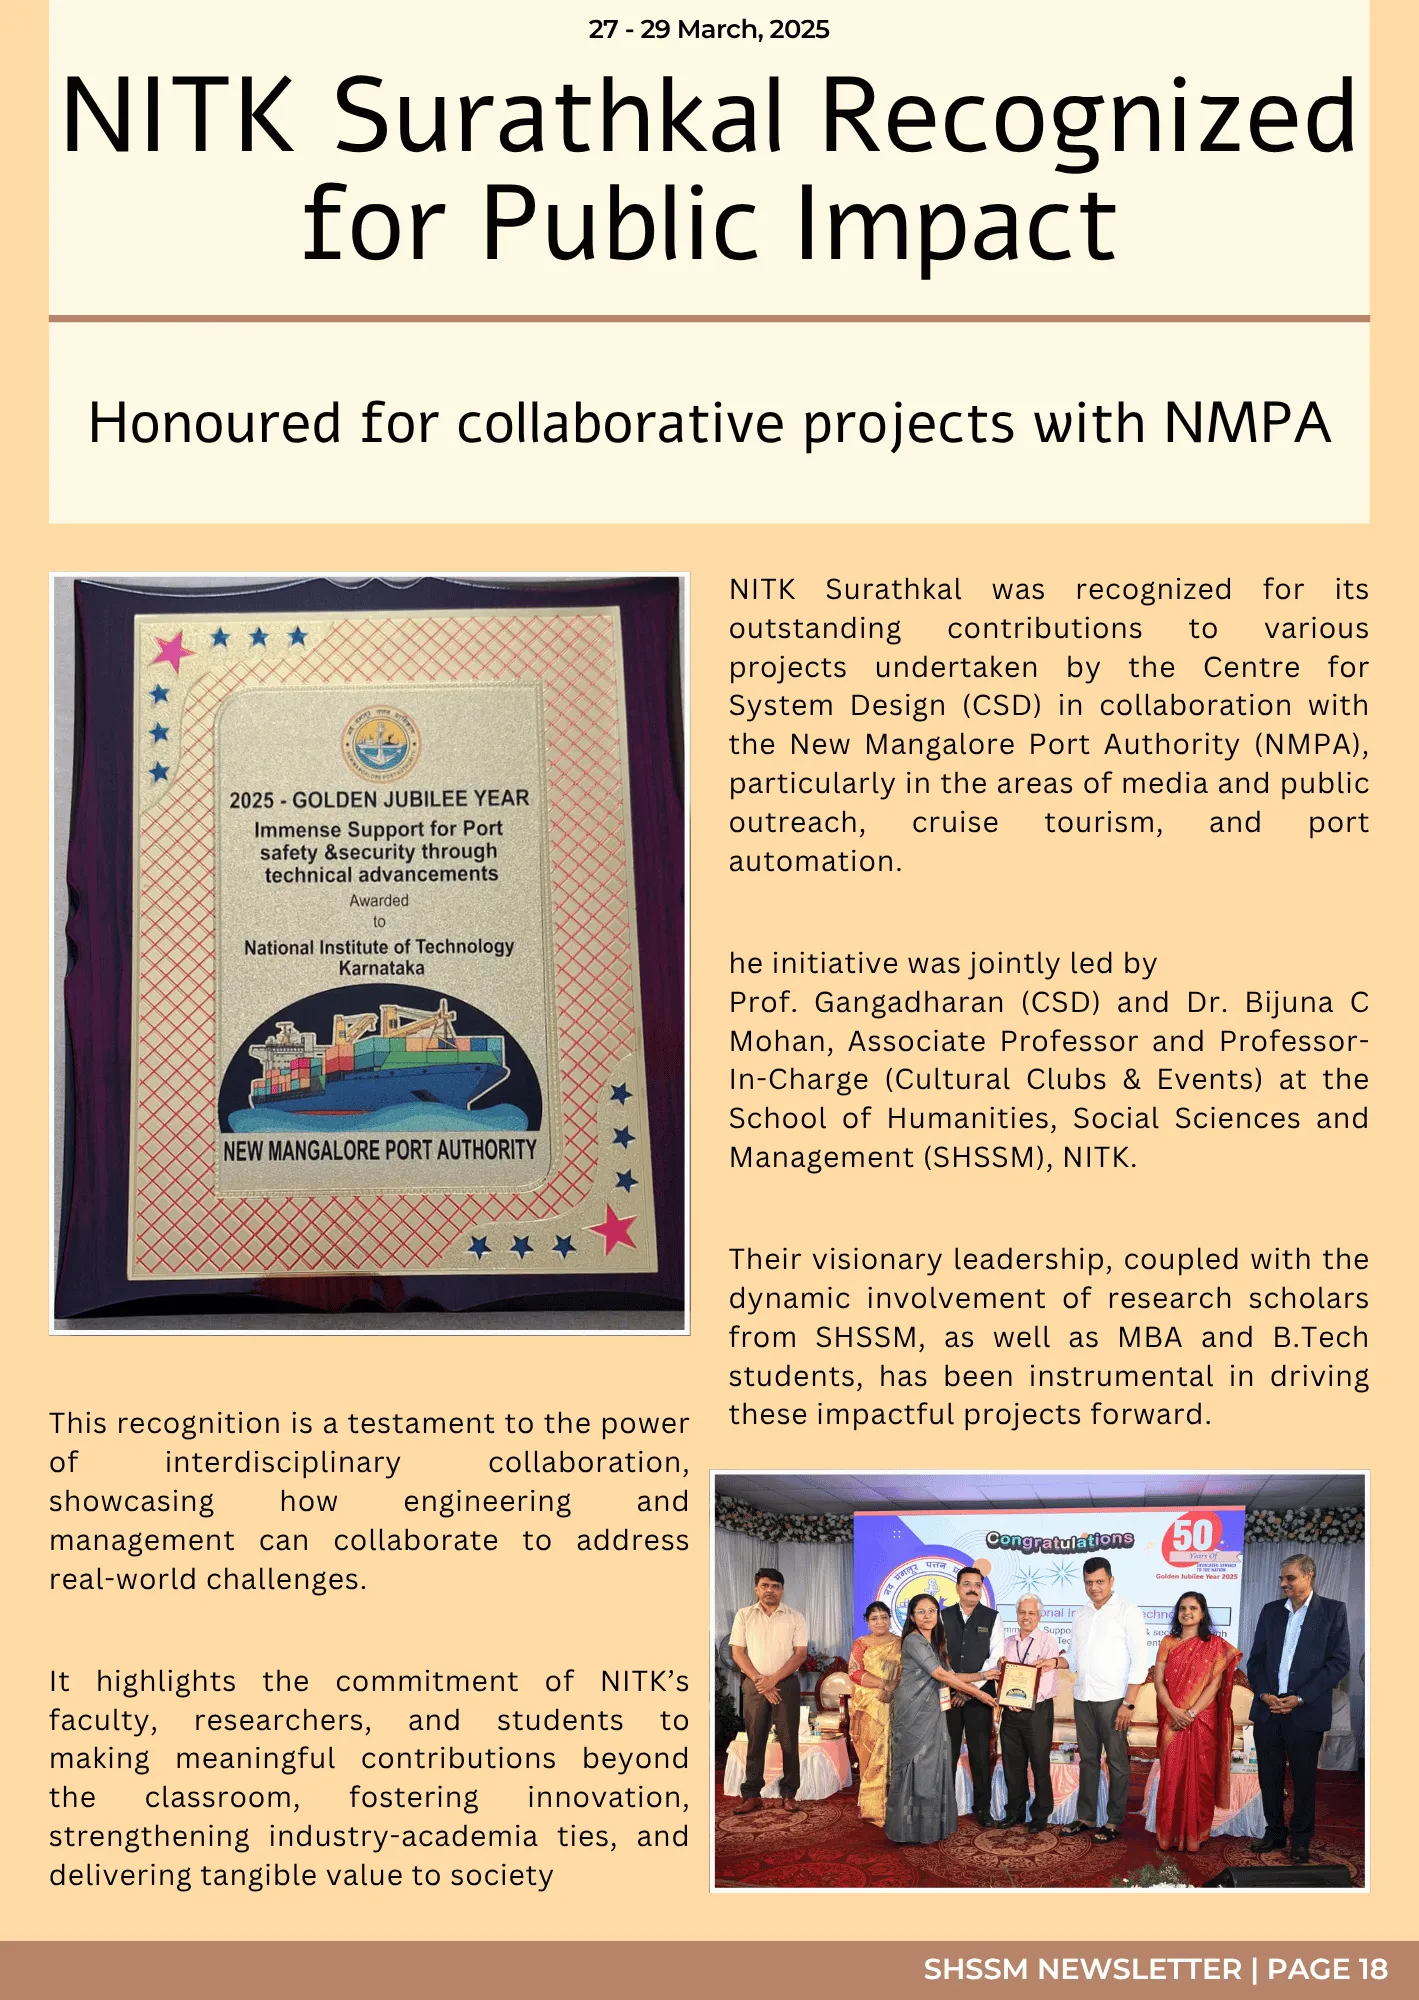 27 - 29 March, 2025
NITK Surathkal Recognized
for Public Impact
Honoured for collaborative projects with NMPA
2025 - GOLDEN JUBILEE YEAR
Immense Support for Port
safety &security through
technical advancements
Awarded
to
National Institute of Technology
Karnataka
NEW MANGALORE PORT AUTHORITY
NITK Surathkal was recognized for its
outstanding contributions to various
projects undertaken by the Centre for
System Design (CSD) in collaboration with
the New Mangalore Port Authority (NMPA),
particularly in the areas of media and public
outreach, cruise tourism, and port
automation.
he initiative was jointly led by
Prof. Gangadharan (CSD) and Dr. Bijuna C
Mohan, Associate Professor and Professor-
In-Charge (Cultural Clubs & Events) at the
School of Humanities, Social Sciences and
Management (SHSSM), NITK.
Their visionary leadership, coupled with the
dynamic involvement of research scholars
from SHSSM, as well as MBA and B.Tech
students, has been instrumental in driving
these impactful projects forward.
This recognition is a testament to the power
of interdisciplinary collaboration,
showcasing how engineering and
management can collaborate to address
real-world challenges.
It highlights the commitment of NITK’s
faculty, researchers, and students to
making meaningful contributions beyond
the classroom, fostering innovation,
strengthening industry-academia ties, and
delivering tangible value to society
Congratulations
50
Years Of
Golden Jubilee Year 2025
SHSSM NEWSLETTER | PAGE 18